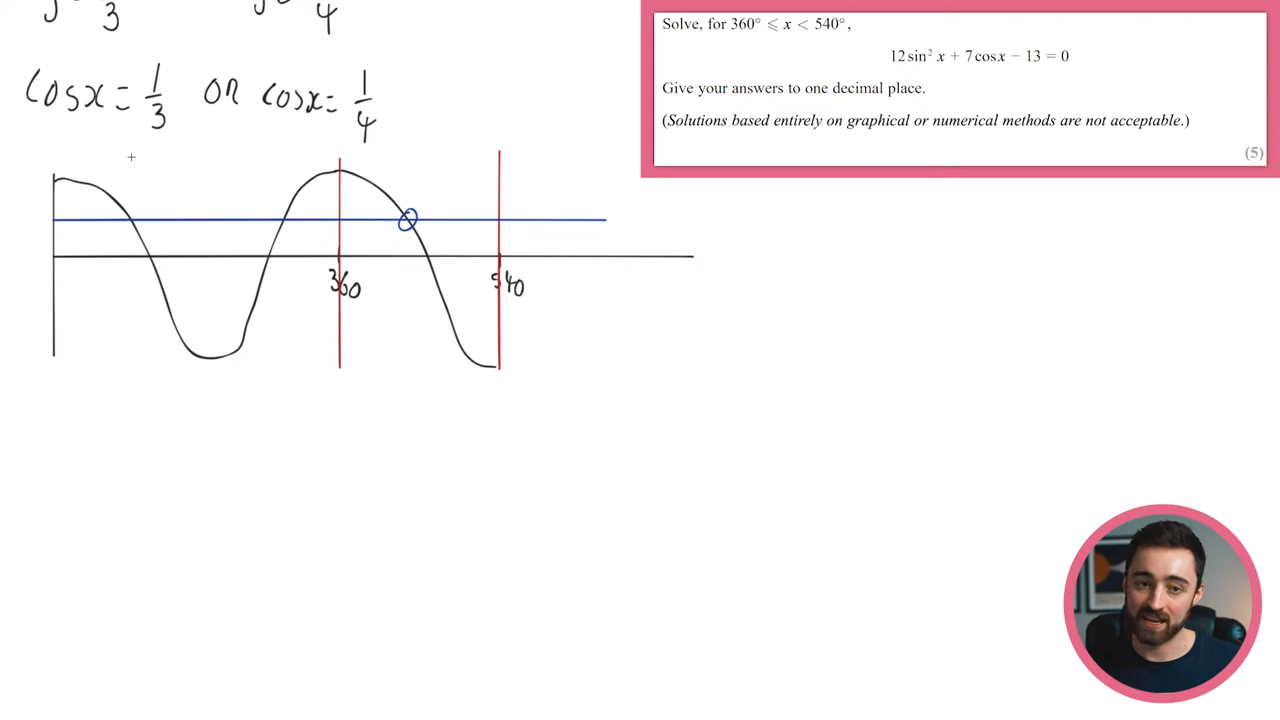 3 4
cos x = 1/3 or cos x = 1/4
360 540
Solve, for 360° ⩽ x < 540°,
12 sin² x + 7 cos x − 13 = 0
Give your answers to one decimal place.
(Solutions based entirely on graphical or numerical methods are not acceptable.)
(5)